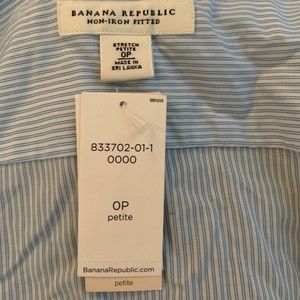 BANANA REPUBLIC
NON-IRON FITTED
STRETCH
PETITE
0P
MADE IN
SRI LANKA
833702-01-1
0000
0P
petite
BananaRepublic.com
petite